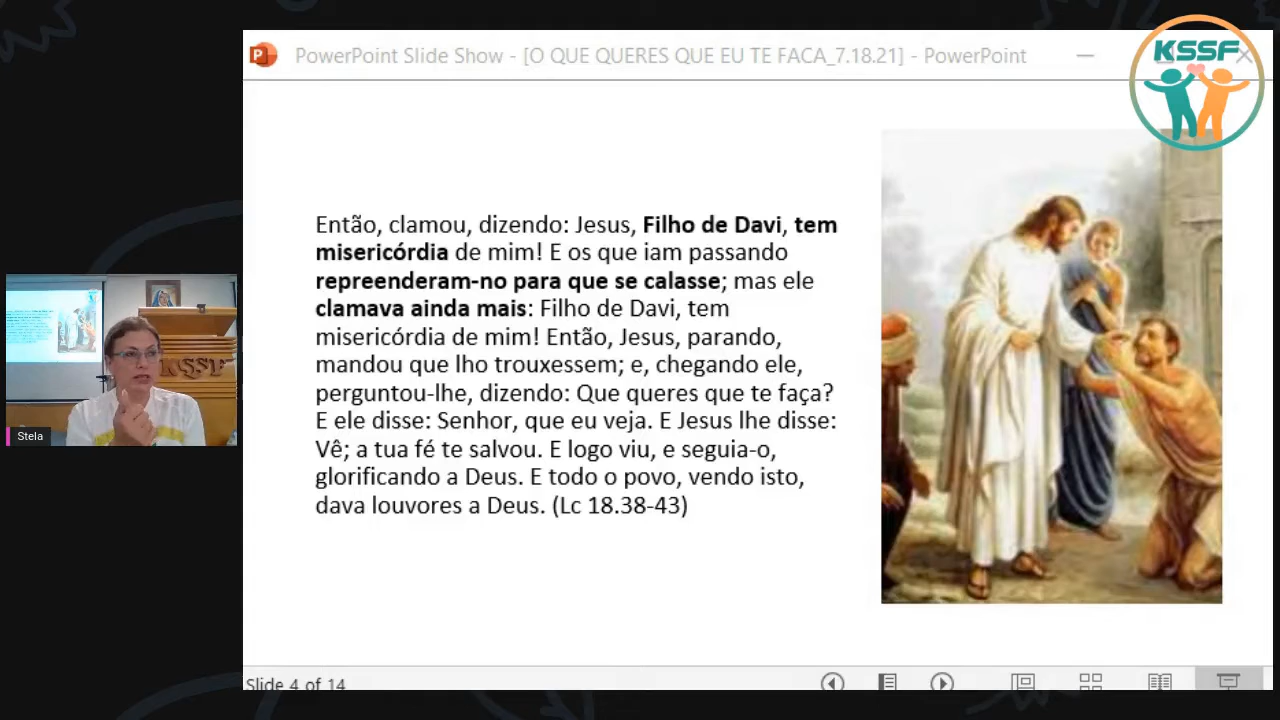 PowerPoint Slide Show - [O QUE QUERES QUE EU TE FACA_7.18.21] - PowerPoint
KSSF
Então, clamou, dizendo: Jesus, Filho de Davi, tem
misericórdia de mim! E os que iam passando
repreenderam-no para que se calasse; mas ele
clamava ainda mais: Filho de Davi, tem
misericórdia de mim! Então, Jesus, parando,
mandou que lho trouxessem; e, chegando ele,
perguntou-lhe, dizendo: Que queres que te faça?
E ele disse: Senhor, que eu veja. E Jesus lhe disse:
Vê; a tua fé te salvou. E logo viu, e seguia-o,
glorificando a Deus. E todo o povo, vendo isto,
dava louvores a Deus. (Lc 18.38-43)
KSSF
Stela
Slide 4 of 14